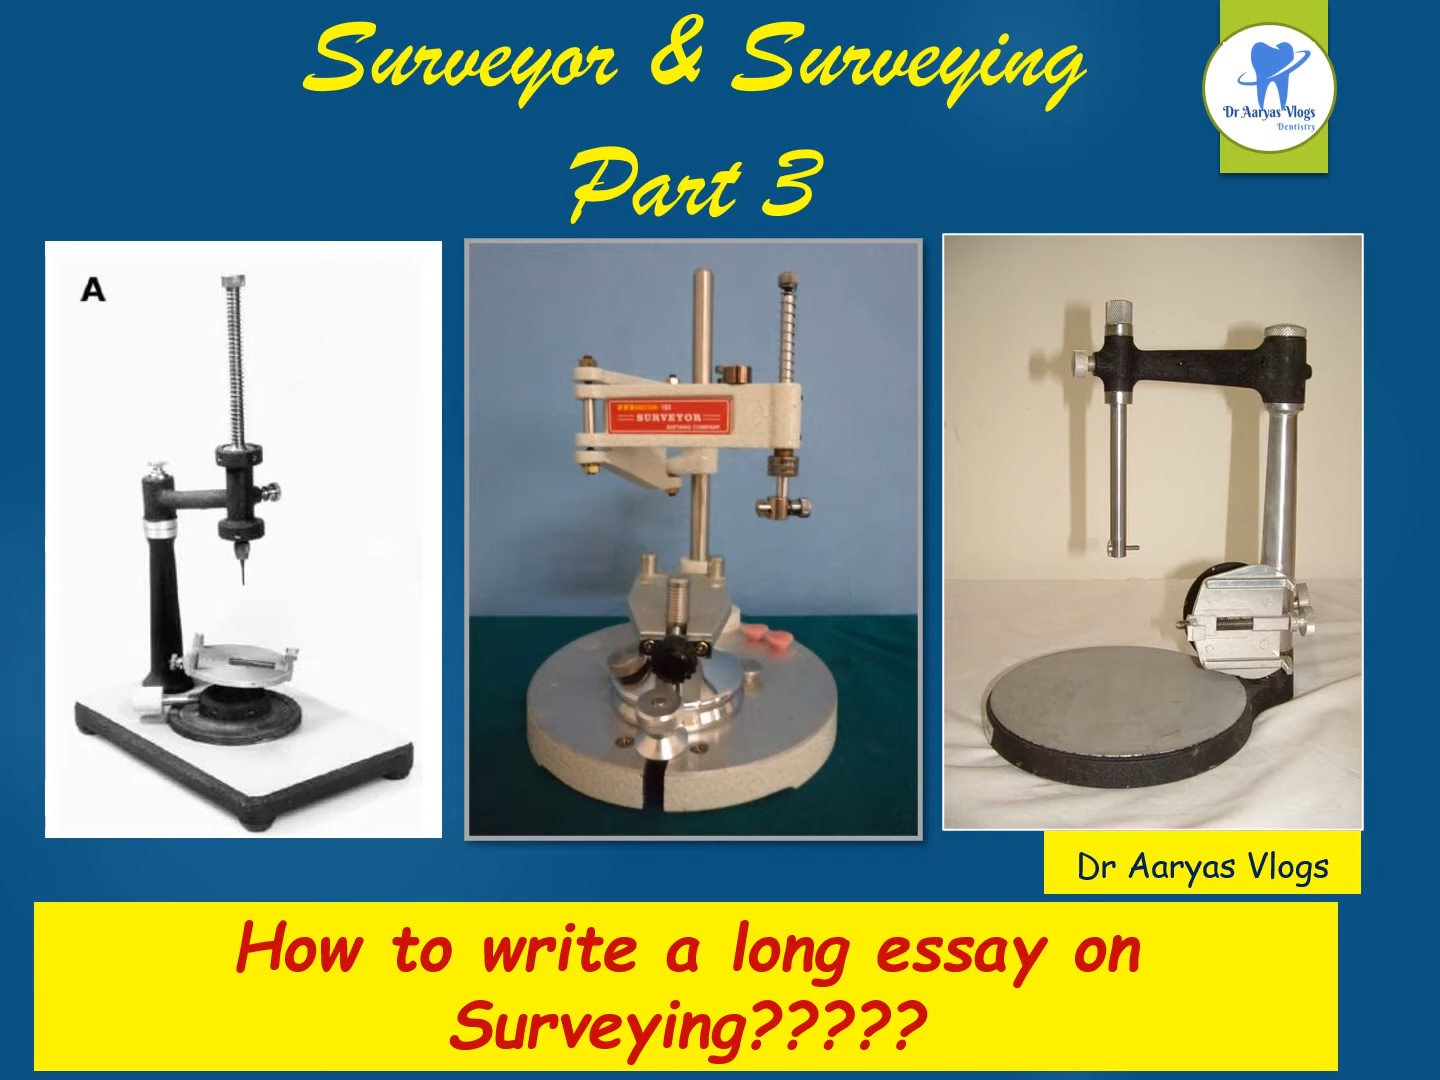 Surveyor & Surveying
Part 3
Dr Aaryas Vlogs
Dentistry
A
SURVEYOR
Dr Aaryas Vlogs
How to write a long essay on
Surveying?????